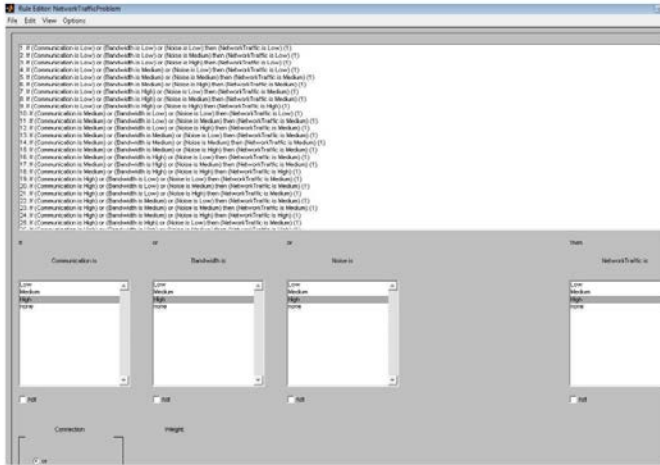 Rule Editor: NetworkTrafficProblem
File Edit View Options
1. If (Communication is Low) or (Bandwidth is Low) or (Noise is Low) then (NetworkTraffic is Low) (1)
2. If (Communication is Low) or (Bandwidth is Low) or (Noise is Medium) then (NetworkTraffic is Low) (1)
3. If (Communication is Low) or (Bandwidth is Low) or (Noise is High) then (NetworkTraffic is Low) (1)
4. If (Communication is Low) or (Bandwidth is Medium) or (Noise is Low) then (NetworkTraffic is Low) (1)
5. If (Communication is Low) or (Bandwidth is Medium) or (Noise is Medium) then (NetworkTraffic is Medium) (1)
6. If (Communication is Low) or (Bandwidth is Medium) or (Noise is High) then (NetworkTraffic is Medium) (1)
7. If (Communication is Low) or (Bandwidth is High) or (Noise is Low) then (NetworkTraffic is Medium) (1)
8. If (Communication is Low) or (Bandwidth is High) or (Noise is Medium) then (NetworkTraffic is Medium) (1)
9. If (Communication is Low) or (Bandwidth is High) or (Noise is High) then (NetworkTraffic is High) (1)
10. If (Communication is Medium) or (Bandwidth is Low) or (Noise is Low) then (NetworkTraffic is Low) (1)
11. If (Communication is Medium) or (Bandwidth is Low) or (Noise is Medium) then (NetworkTraffic is Medium) (1)
12. If (Communication is Medium) or (Bandwidth is Low) or (Noise is High) then (NetworkTraffic is Medium) (1)
13. If (Communication is Medium) or (Bandwidth is Medium) or (Noise is Low) then (NetworkTraffic is Medium) (1)
14. If (Communication is Medium) or (Bandwidth is Medium) or (Noise is Medium) then (NetworkTraffic is Medium) (1)
15. If (Communication is Medium) or (Bandwidth is Medium) or (Noise is High) then (NetworkTraffic is Medium) (1)
16. If (Communication is Medium) or (Bandwidth is High) or (Noise is Low) then (NetworkTraffic is Medium) (1)
17. If (Communication is Medium) or (Bandwidth is High) or (Noise is Medium) then (NetworkTraffic is Medium) (1)
18. If (Communication is Medium) or (Bandwidth is High) or (Noise is High) then (NetworkTraffic is High) (1)
19. If (Communication is High) or (Bandwidth is Low) or (Noise is Low) then (NetworkTraffic is Medium) (1)
20. If (Communication is High) or (Bandwidth is Low) or (Noise is Medium) then (NetworkTraffic is Medium) (1)
21. If (Communication is High) or (Bandwidth is Low) or (Noise is High) then (NetworkTraffic is Medium) (1)
22. If (Communication is High) or (Bandwidth is Medium) or (Noise is Low) then (NetworkTraffic is Medium) (1)
23. If (Communication is High) or (Bandwidth is Medium) or (Noise is Medium) then (NetworkTraffic is Medium) (1)
24. If (Communication is High) or (Bandwidth is Medium) or (Noise is High) then (NetworkTraffic is High) (1)
25. If (Communication is High) or (Bandwidth is High) or (Noise is Low) then (NetworkTraffic is Medium) (1)
If or or Then
Communication is Bandwidth is Noise is NetworkTraffic is
Low Low Low Low
Medium Medium Medium Medium
High High High High
none none none none
not not not not
Connection Weight:
or